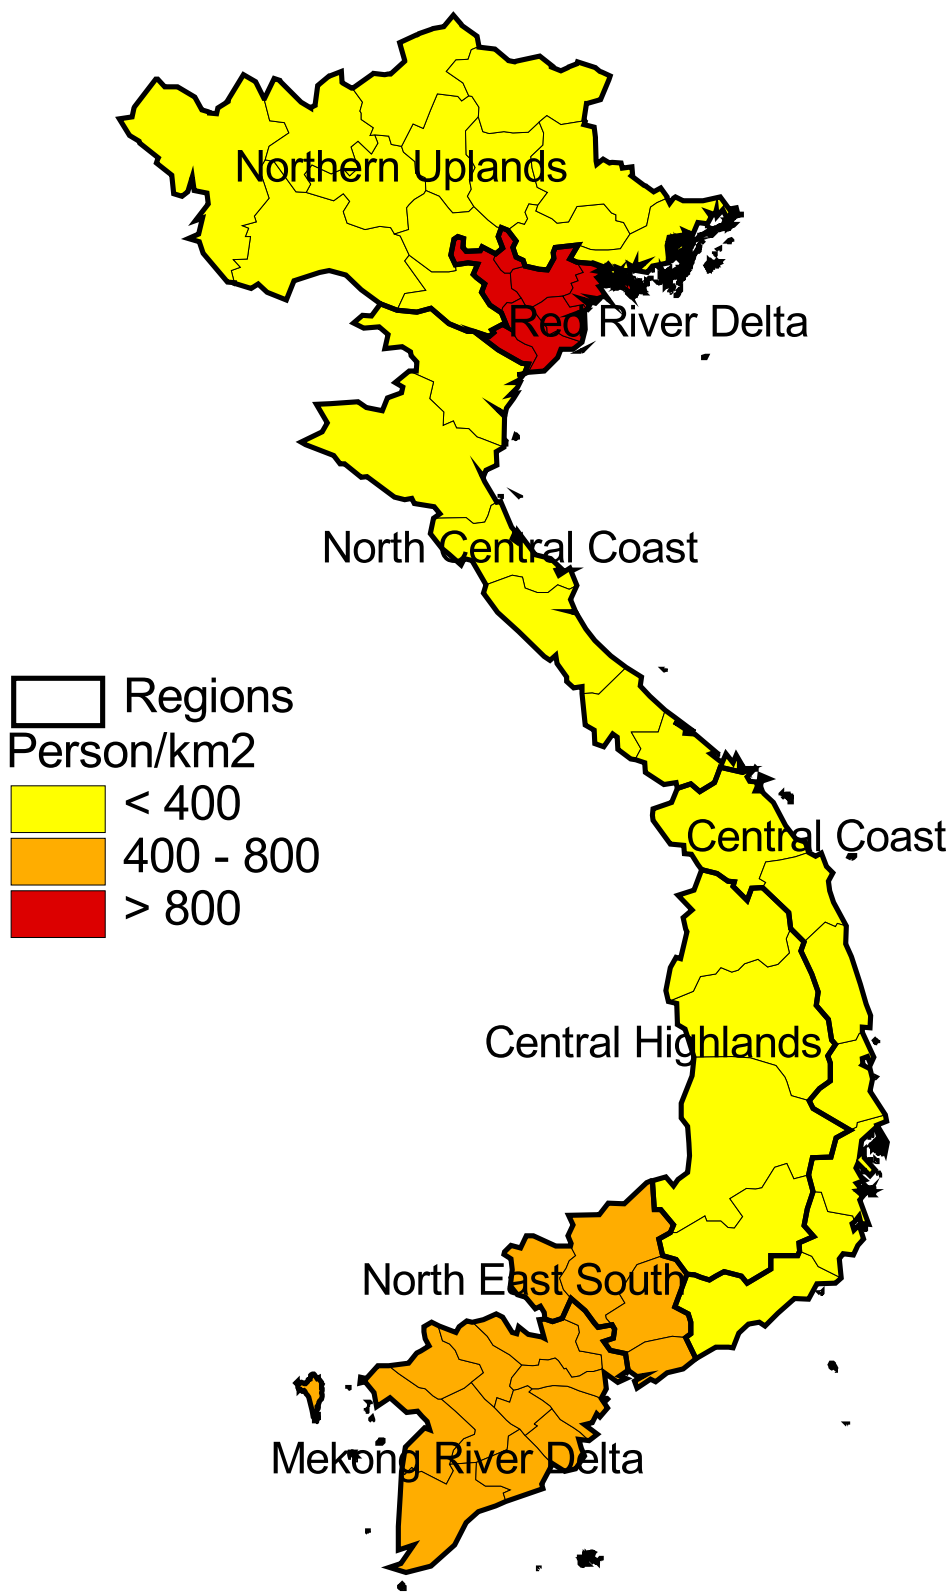 Northern Uplands
Red River Delta
North Central Coast
Regions
Person/km2
< 400
400 - 800
> 800
Central Coast
Central Highlands
North East South
Mekong River Delta